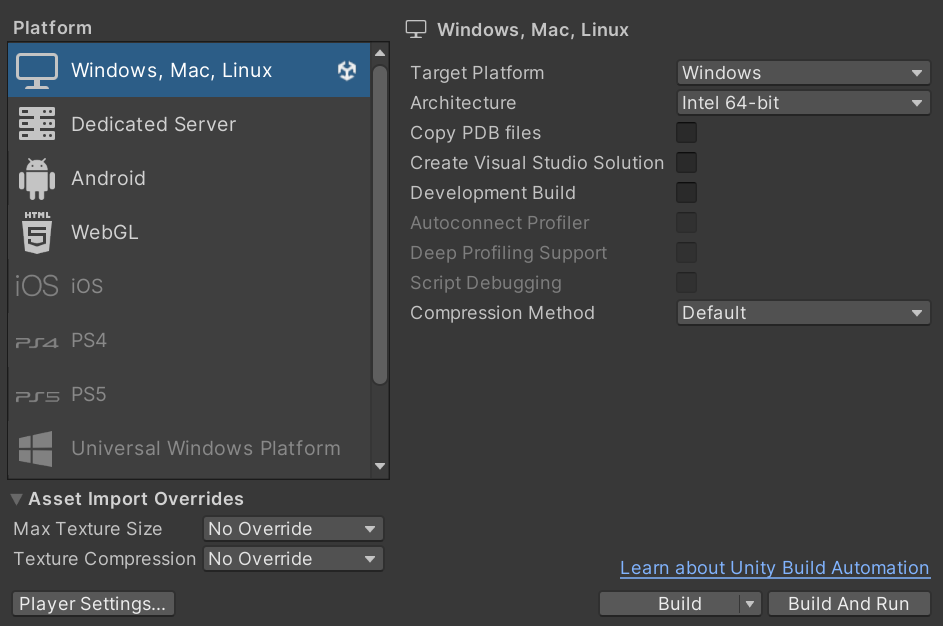 Platform
Windows, Mac, Linux
Dedicated Server
Android
HTML
5
WebGL
iOS iOS
PS4 PS4
PS5 PS5
Universal Windows Platform
Asset Import Overrides
Max Texture Size No Override
Texture Compression No Override
Player Settings...
Windows, Mac, Linux
Target Platform Windows
Architecture Intel 64-bit
Copy PDB files
Create Visual Studio Solution
Development Build
Autoconnect Profiler
Deep Profiling Support
Script Debugging
Compression Method Default
Learn about Unity Build Automation
Build Build And Run